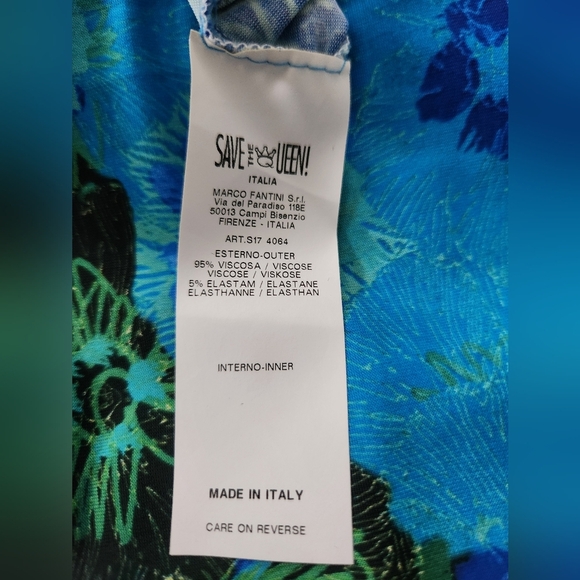 SAVE THE QUEEN!
ITALIA
MARCO FANTINI S.r.l.
Via del Paradiso 118E
50013 Campi Bisenzio
FIRENZE - ITALIA
ART.S17 4064
ESTERNO-OUTER
95% VISCOSA / VISCOSE
VISCOSE / VISKOSE
5% ELASTAM / ELASTANE
ELASTHANNE / ELASTHAN
INTERNO-INNER
MADE IN ITALY
CARE ON REVERSE